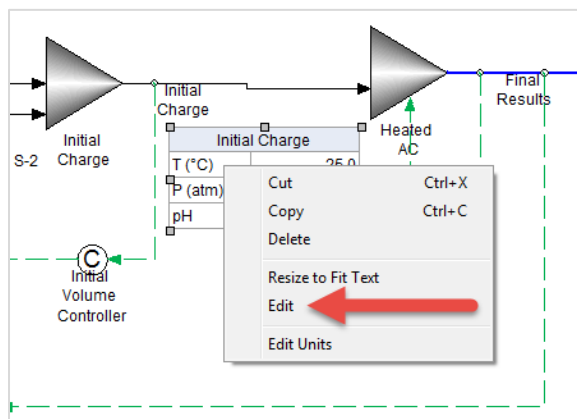 Initial
Charge
Final
Results
Initial
Charge
S-2
Heated
AC
Initial Charge
T (°C)
25.0
P (atm)
pH
Cut Ctrl+X
Copy Ctrl+C
Delete
Resize to Fit Text
Edit
Edit Units
C
Initial
Volume
Controller